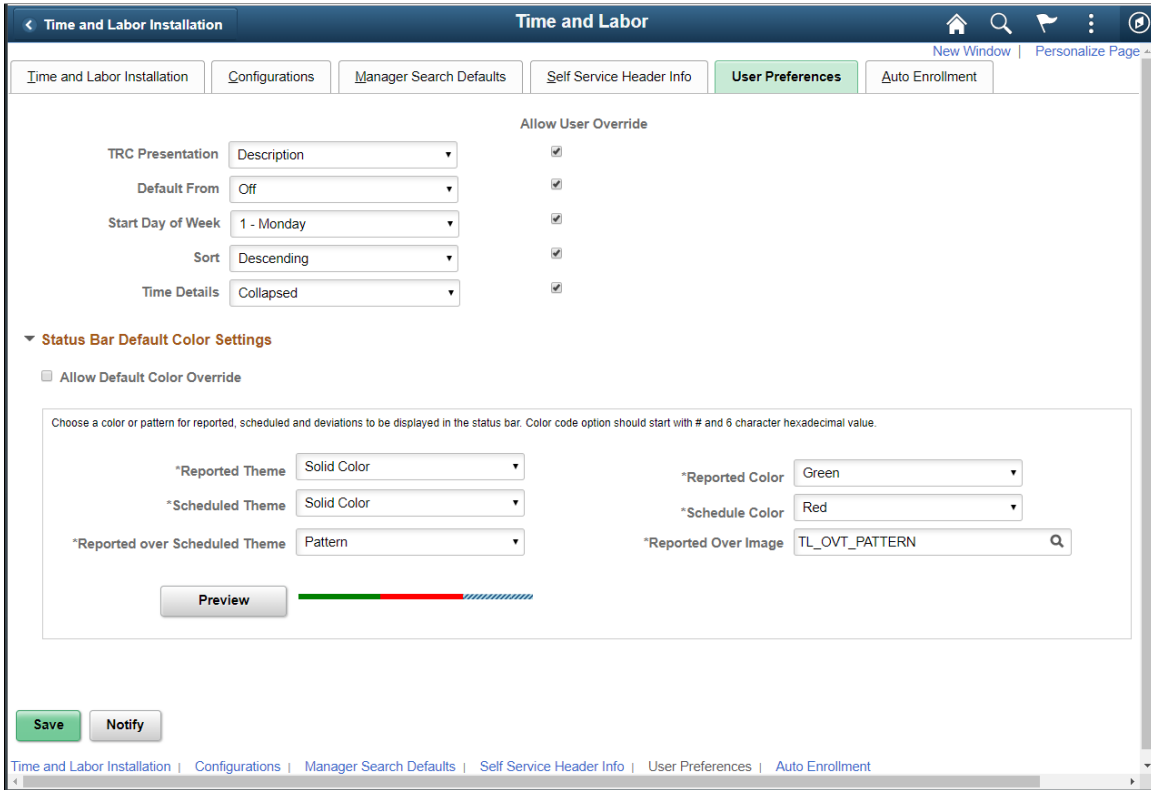 Time and Labor Installation
Time and Labor
New Window | Personalize Page
Time and Labor Installation
Configurations
Manager Search Defaults
Self Service Header Info
User Preferences
Auto Enrollment
Allow User Override
TRC Presentation Description
Default From Off
Start Day of Week 1 - Monday
Sort Descending
Time Details Collapsed
Status Bar Default Color Settings
Allow Default Color Override
Choose a color or pattern for reported, scheduled and deviations to be displayed in the status bar. Color code option should start with # and 6 character hexadecimal value.
*Reported Theme Solid Color *Reported Color Green
*Scheduled Theme Solid Color *Schedule Color Red
*Reported over Scheduled Theme Pattern *Reported Over Image TL_OVT_PATTERN
Preview
Save Notify
Time and Labor Installation | Configurations | Manager Search Defaults | Self Service Header Info | User Preferences | Auto Enrollment